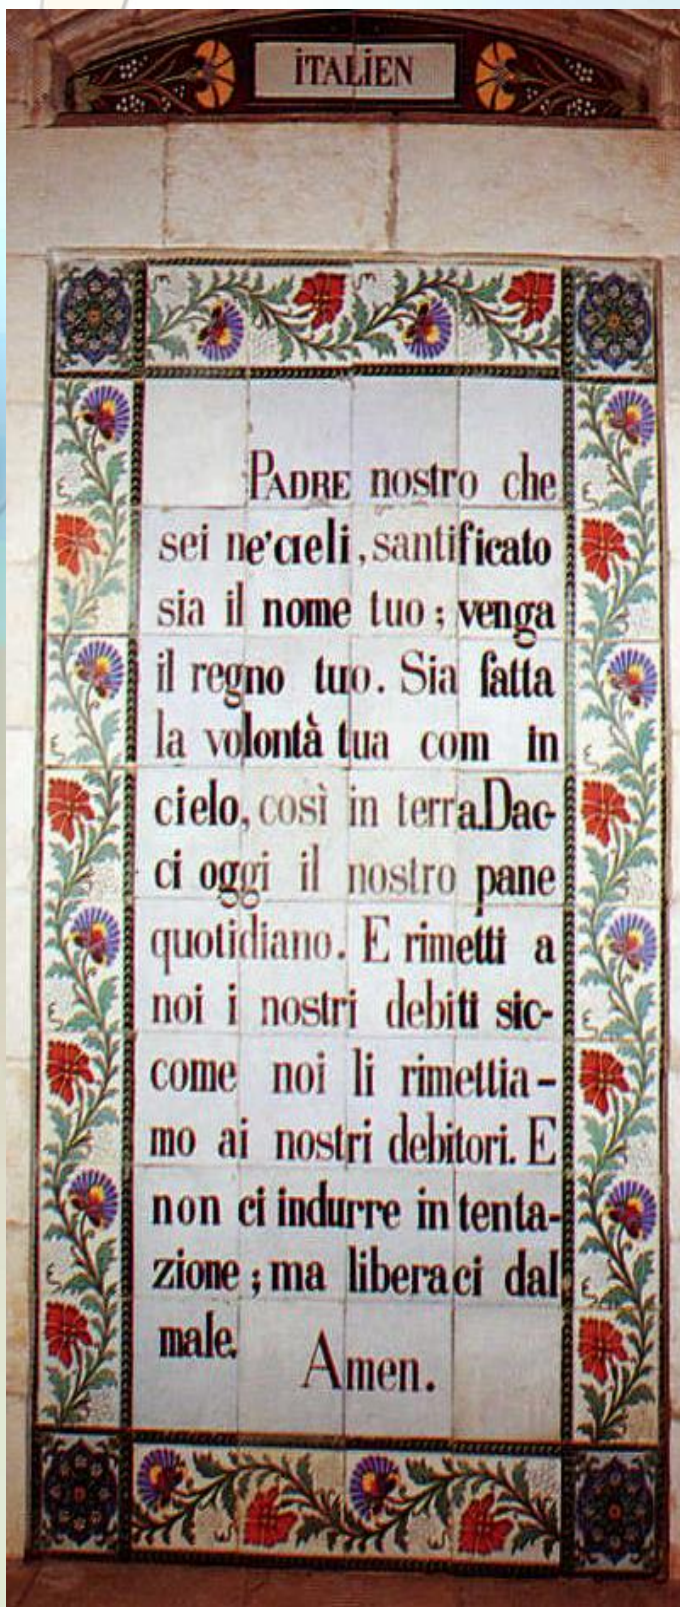 İTALİEN
PADRE nostro che
sei ne'cieli, santificato
sia il nome tuo; venga
il regno tuo. Sia fatta
la volontà tua com in
cielo, così in terra.Dac-
ci oggi il nostro pane
quotidiano. E rimetti a
noi i nostri debiti sic-
come noi li rimettia-
mo ai nostri debitori. E
non ci indurre in tenta-
zione; ma liberaci dal
male.
Amen.